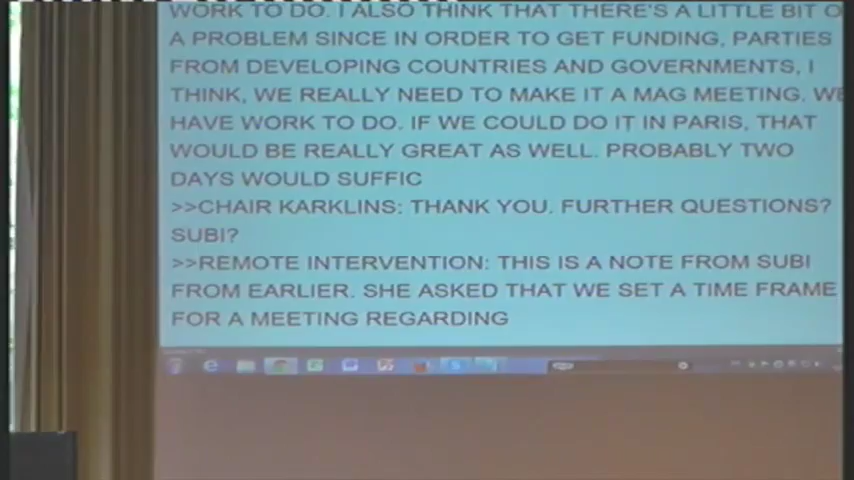 WORK TO DO. I ALSO THINK THAT THERE'S A LITTLE BIT O
A PROBLEM SINCE IN ORDER TO GET FUNDING, PARTIES
FROM DEVELOPING COUNTRIES AND GOVERNMENTS, I
THINK, WE REALLY NEED TO MAKE IT A MAG MEETING. WE
HAVE WORK TO DO. IF WE COULD DO IT IN PARIS, THAT
WOULD BE REALLY GREAT AS WELL. PROBABLY TWO
DAYS WOULD SUFFIC
>>CHAIR KARKLINS: THANK YOU. FURTHER QUESTIONS?
SUBI?
>>REMOTE INTERVENTION: THIS IS A NOTE FROM SUBI
FROM EARLIER. SHE ASKED THAT WE SET A TIME FRAME
FOR A MEETING REGARDING